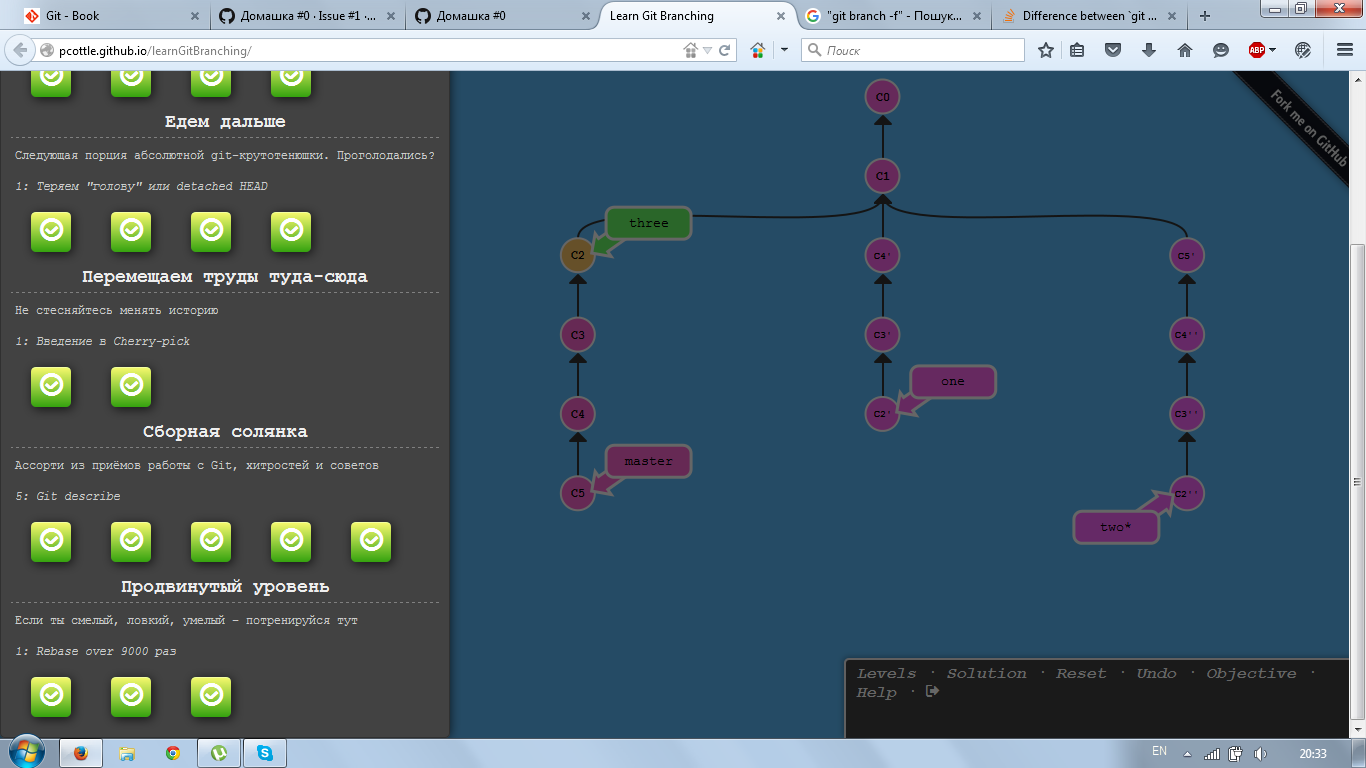 Git - Book
Домашка #0 · Issue #1 ·...
Домашка #0
Learn Git Branching
"git branch -f" - Пошук...
Difference between `git ...
pcottle.github.io/learnGitBranching/
Поиск
ABP
Едем дальше
Следующая порция абсолютной git-крутотенюшки. Проголодались?
1: Теряем "голову" или detached HEAD
Перемещаем труды туда-сюда
Не стесняйтесь менять историю
1: Введение в Cherry-pick
Сборная солянка
Ассорти из приёмов работы с Git, хитростей и советов
5: Git describe
Продвинутый уровень
Если ты смелый, ловкий, умелый - потренируйся тут
1: Rebase over 9000 раз
Fork me on GitHub
C0
C1
three
C2
C4'
C5'
C3
C3'
C4''
one
C4
C2'
C3''
master
C5
C2''
two*
Levels · Solution · Reset · Undo · Objective ·
Help ·
EN
20:33